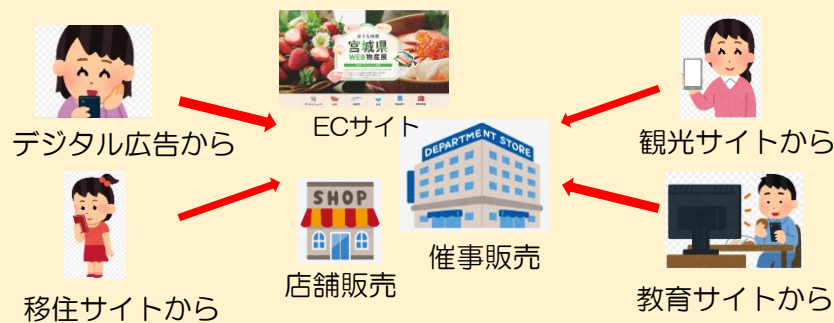 宮城県
WEB物産展
ECサイト
デジタル広告から
観光サイトから
DEPARTMENT STORE
SHOP
催事販売
店舗販売
移住サイトから
教育サイトから